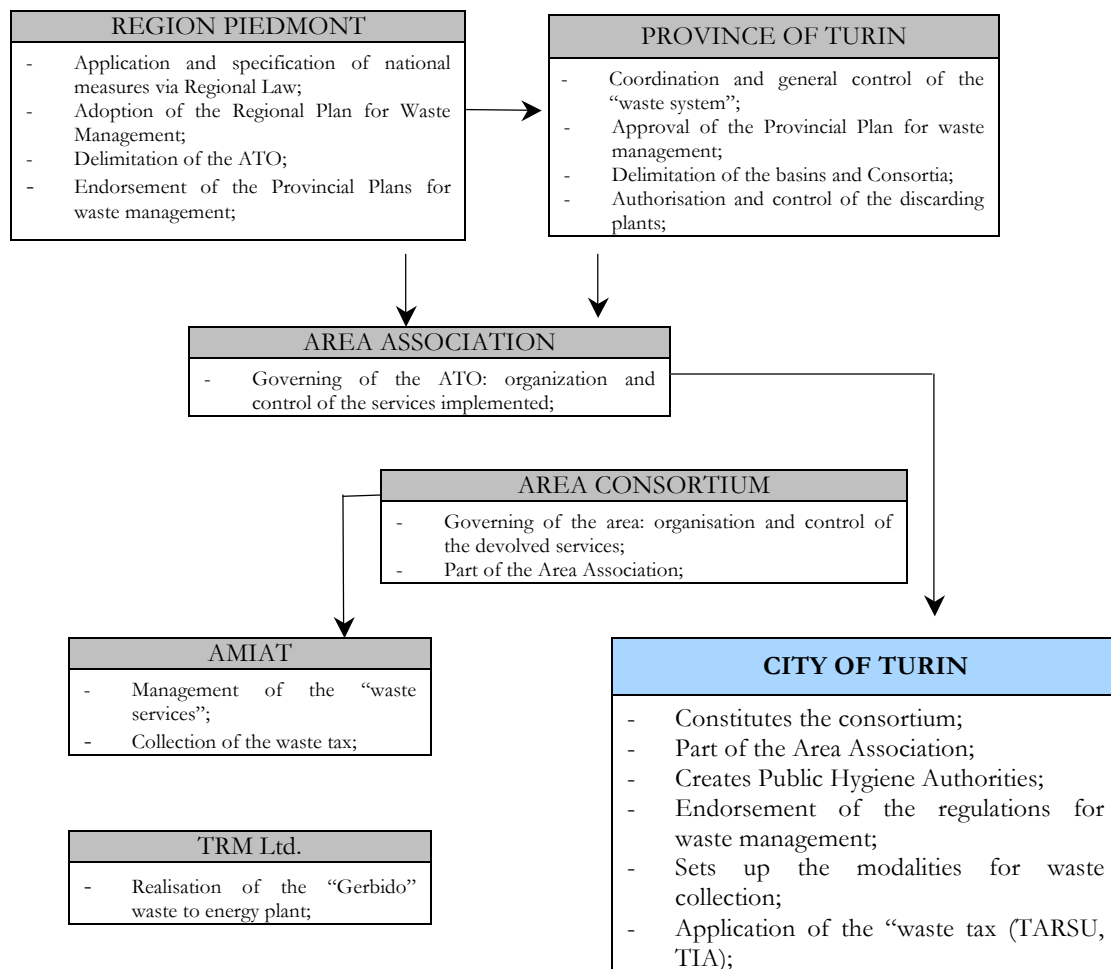 REGION PIEDMONT
- Application and specification of national
measures via Regional Law;
- Adoption of the Regional Plan for Waste
Management;
- Delimitation of the ATO;
- Endorsement of the Provincial Plans for
waste management;
PROVINCE OF TURIN
- Coordination and general control of the
“waste system”;
- Approval of the Provincial Plan for waste
management;
- Delimitation of the basins and Consortia;
- Authorisation and control of the discarding
plants;
AREA ASSOCIATION
- Governing of the ATO: organization and
control of the services implemented;
AREA CONSORTIUM
- Governing of the area: organisation and control of
the devolved services;
- Part of the Area Association;
AMIAT
- Management of the “waste
services”;
- Collection of the waste tax;
TRM Ltd.
- Realisation of the “Gerbido”
waste to energy plant;
CITY OF TURIN
- Constitutes the consortium;
- Part of the Area Association;
- Creates Public Hygiene Authorities;
- Endorsement of the regulations for
waste management;
- Sets up the modalities for waste
collection;
- Application of the “waste tax (TARSU,
TIA);